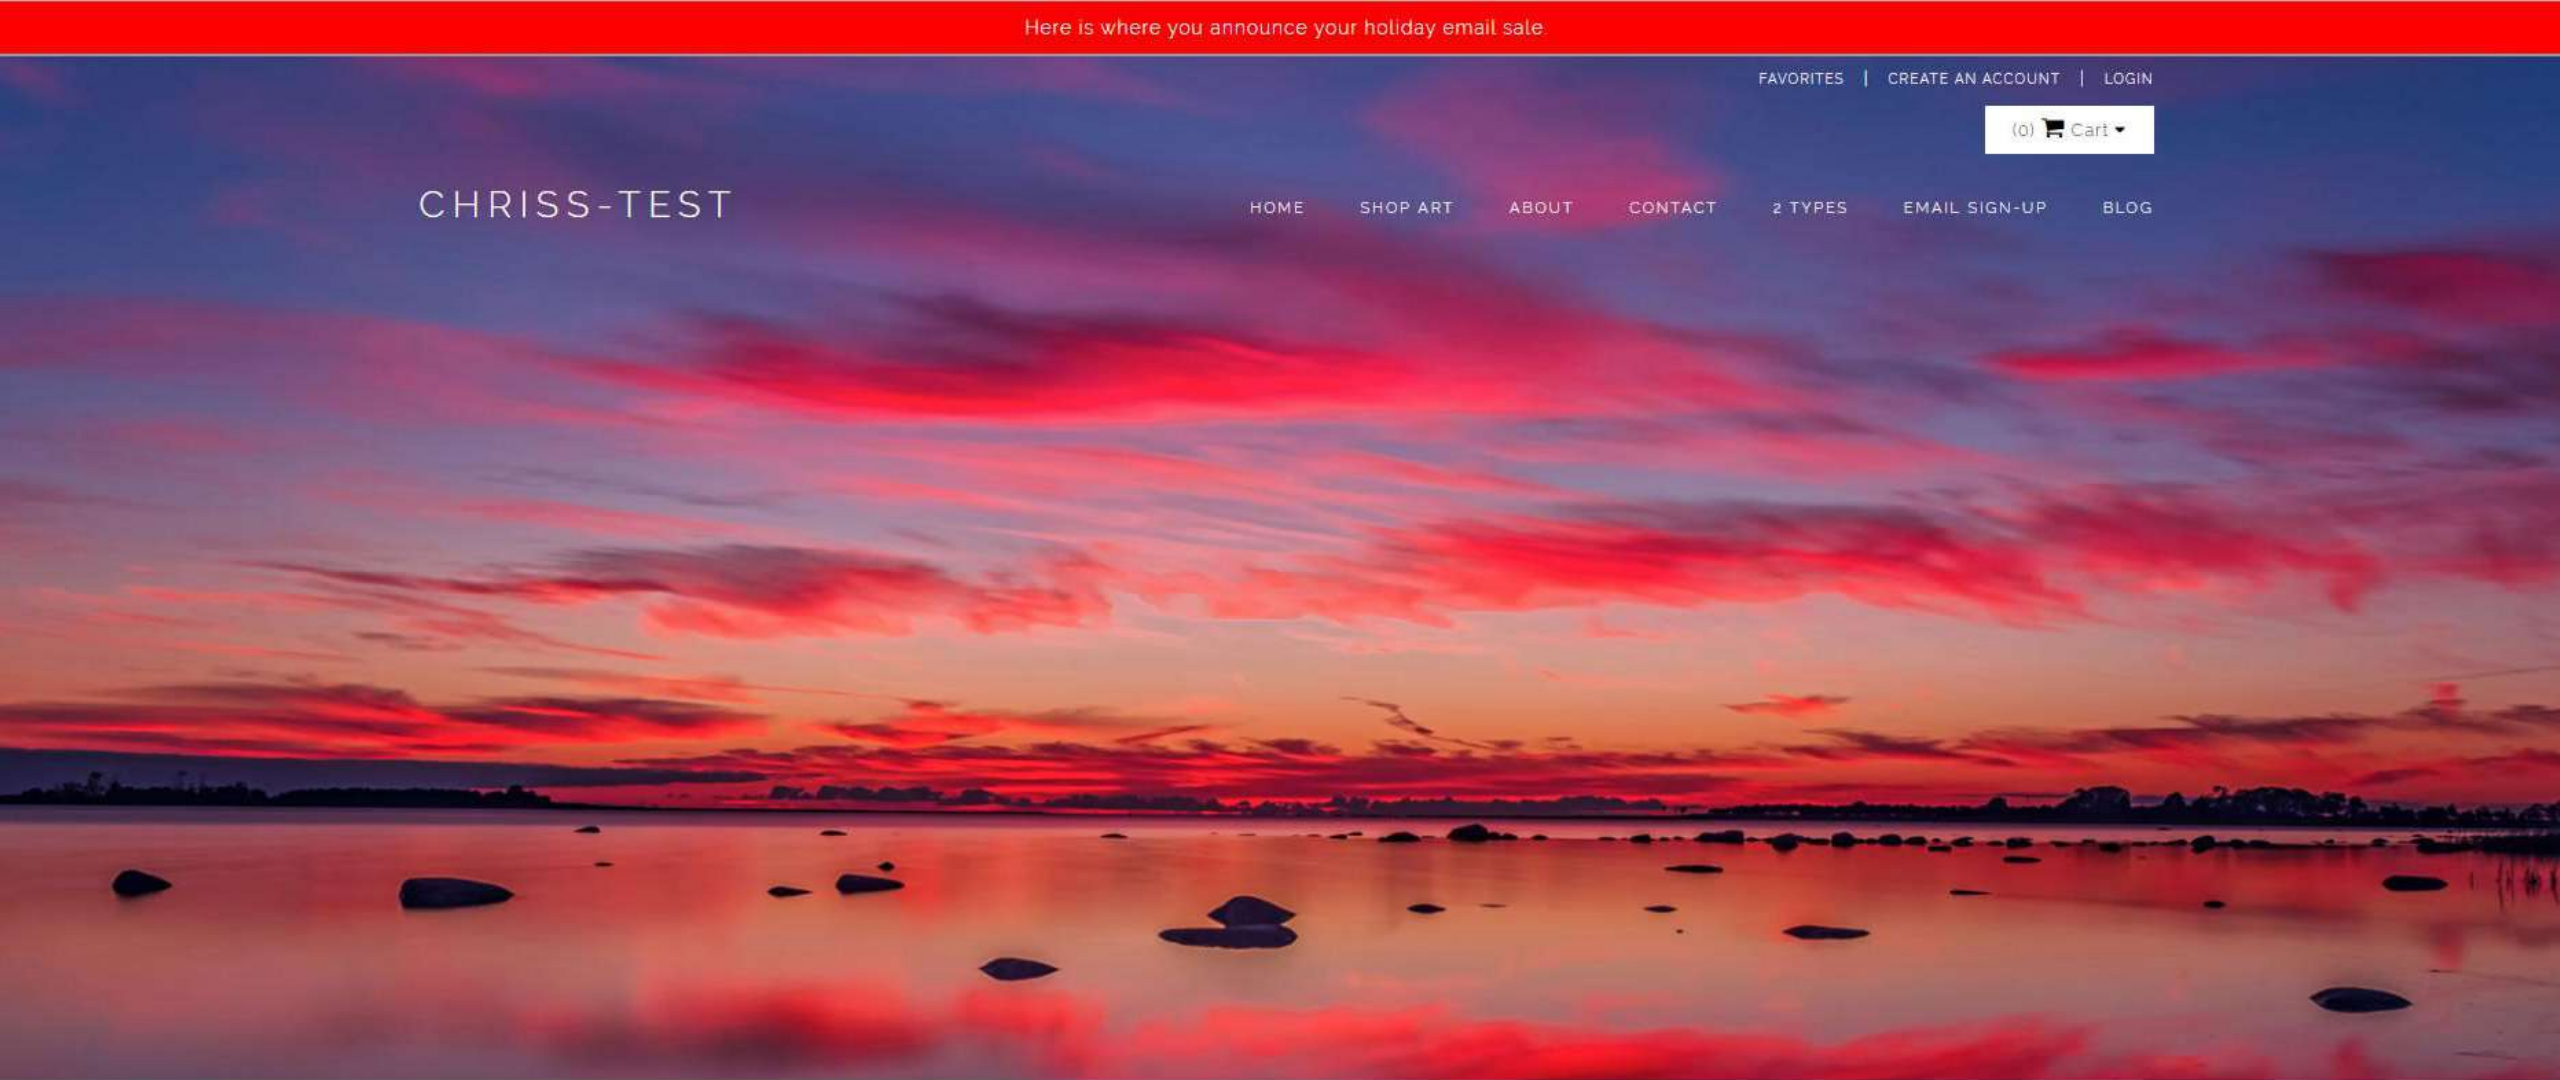 Here is where you announce your holiday email sale.
FAVORITES | CREATE AN ACCOUNT | LOGIN
(0) Cart
CHRISS-TEST
HOME SHOP ART ABOUT CONTACT 2 TYPES EMAIL SIGN-UP BLOG